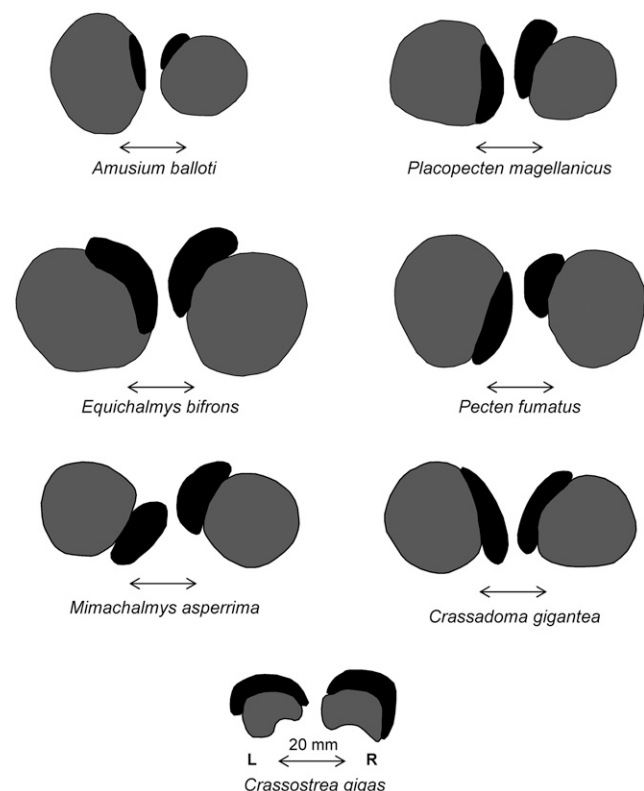 Amusium balloti
Placopecten magellanicus
Equichalmys bifrons
Pecten fumatus
Mimachalmys asperrima
Crassadoma gigantea
20 mm
L R
Crassostrea gigas